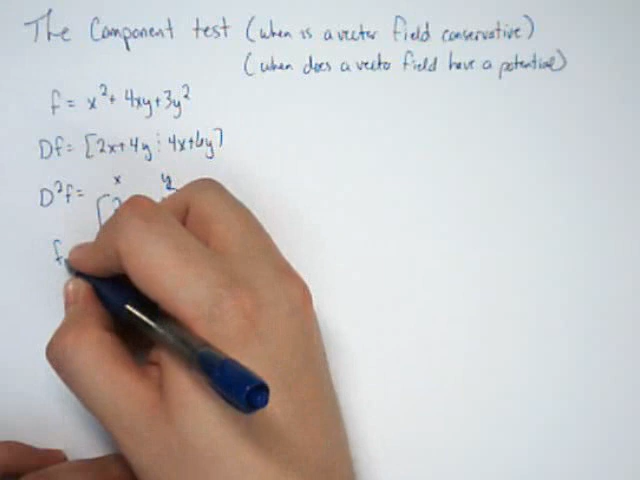 The Component test (when is a vector field conservative)
(when does a vector field have a potential)
f = x² + 4xy + 3y²
Df = [2x+4y ⋮ 4x+6y]
x y
D²f = [2
f